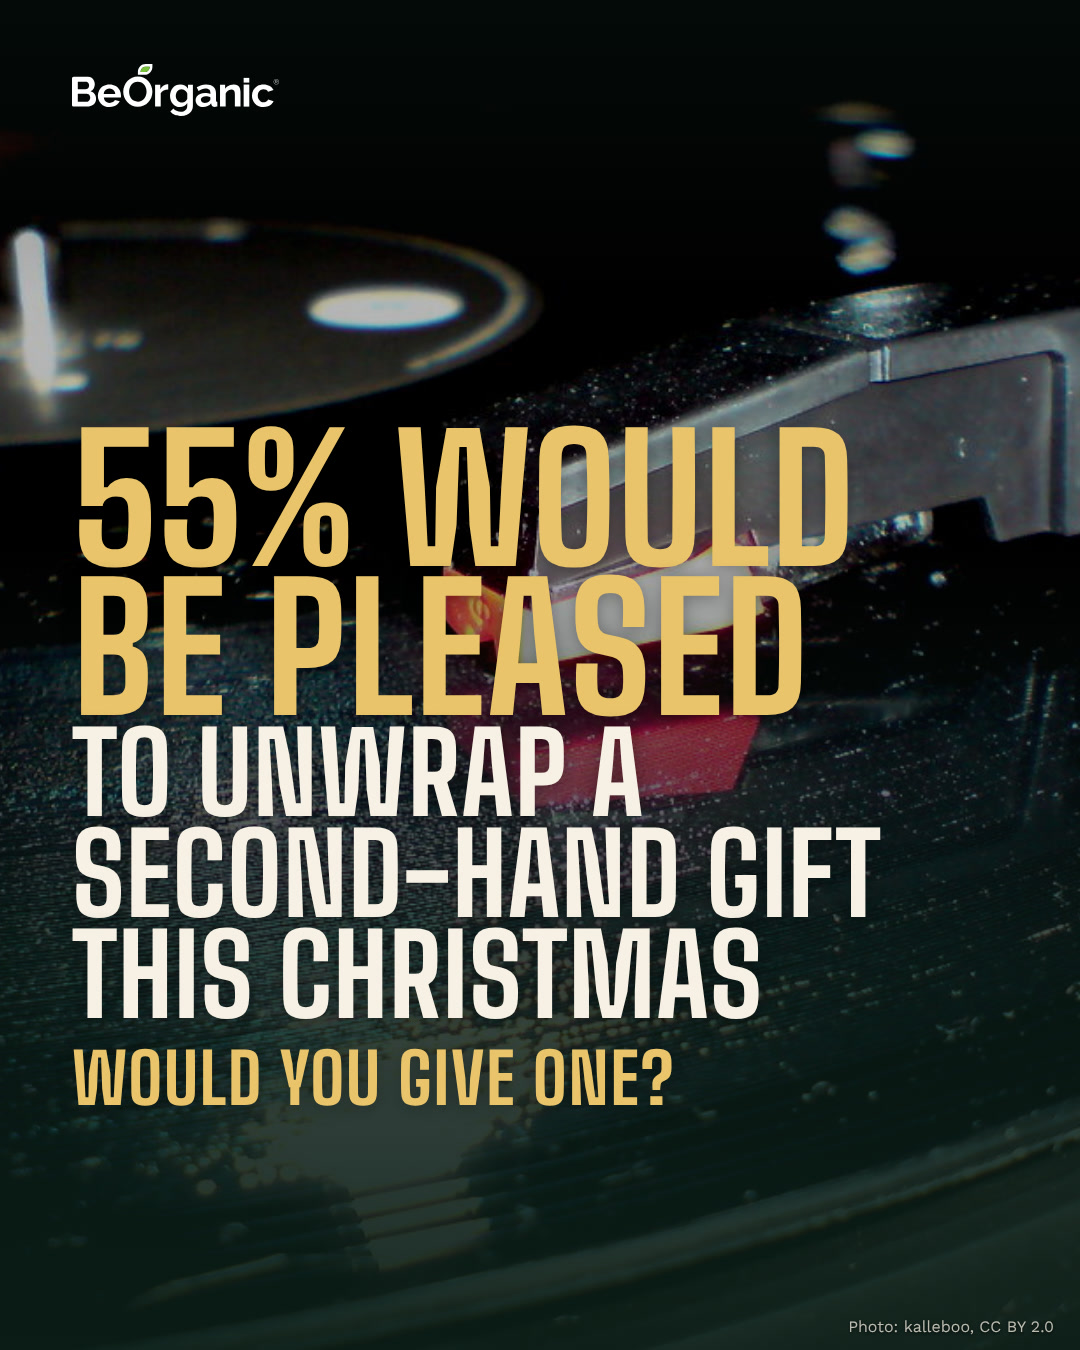 BeOrganic®
55% WOULD
BE PLEASED
TO UNWRAP A
SECOND-HAND GIFT
THIS CHRISTMAS
WOULD YOU GIVE ONE?
Photo: kalleboo, CC BY 2.0